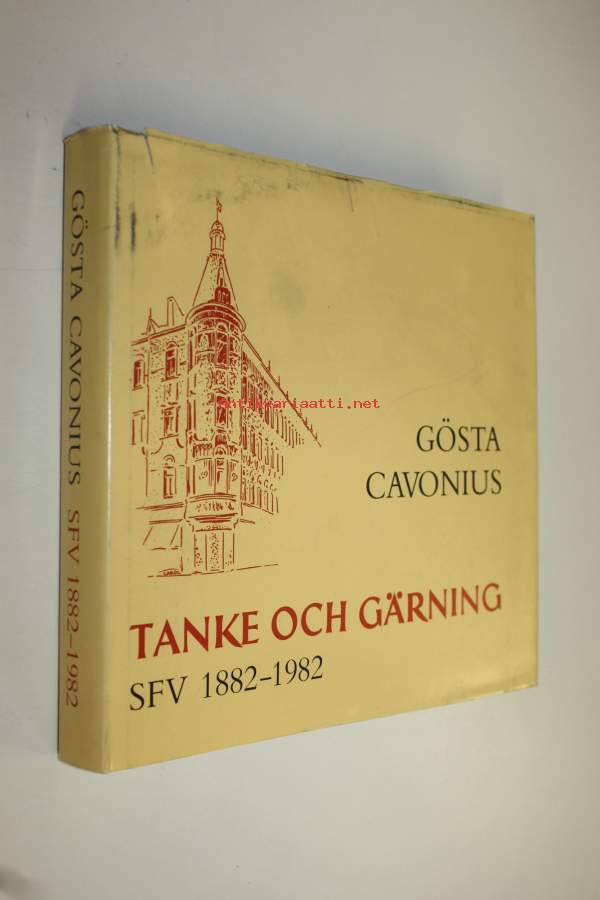 GÖSTA CAVONIUS SFV 1882–1982
antikvariaatti.net
GÖSTA
CAVONIUS
TANKE OCH GÄRNING
SFV 1882–1982